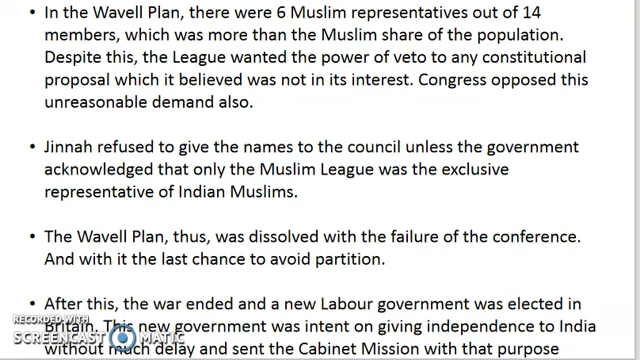 • In the Wavell Plan, there were 6 Muslim representatives out of 14
members, which was more than the Muslim share of the population.
Despite this, the League wanted the power of veto to any constitutional
proposal which it believed was not in its interest. Congress opposed this
unreasonable demand also.
• Jinnah refused to give the names to the council unless the government
acknowledged that only the Muslim League was the exclusive
representative of Indian Muslims.
• The Wavell Plan, thus, was dissolved with the failure of the conference.
And with it the last chance to avoid partition.
• After this, the war ended and a new Labour government was elected in
Britain. This new government was intent on giving independence to India
without much delay and sent the Cabinet Mission with that purpose
RECORDED WITH
SCREENCAST MATIC